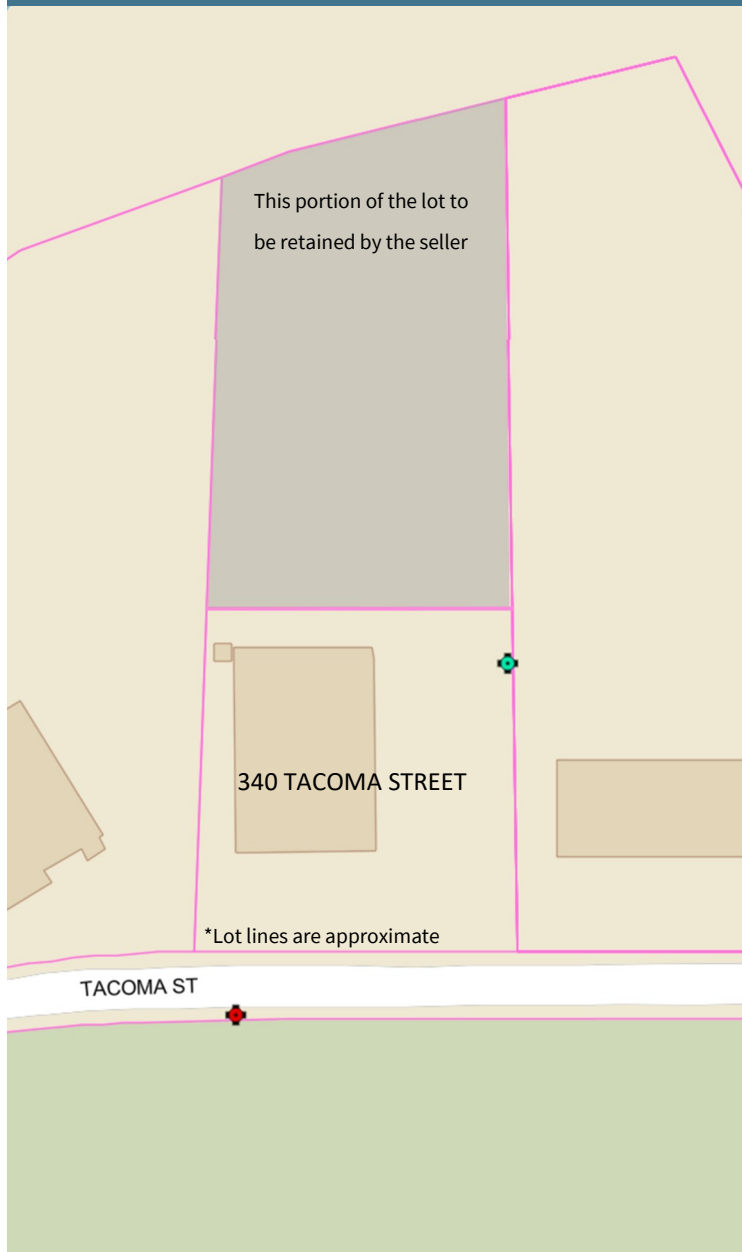 This portion of the lot to
be retained by the seller
340 TACOMA STREET
*Lot lines are approximate
TACOMA ST